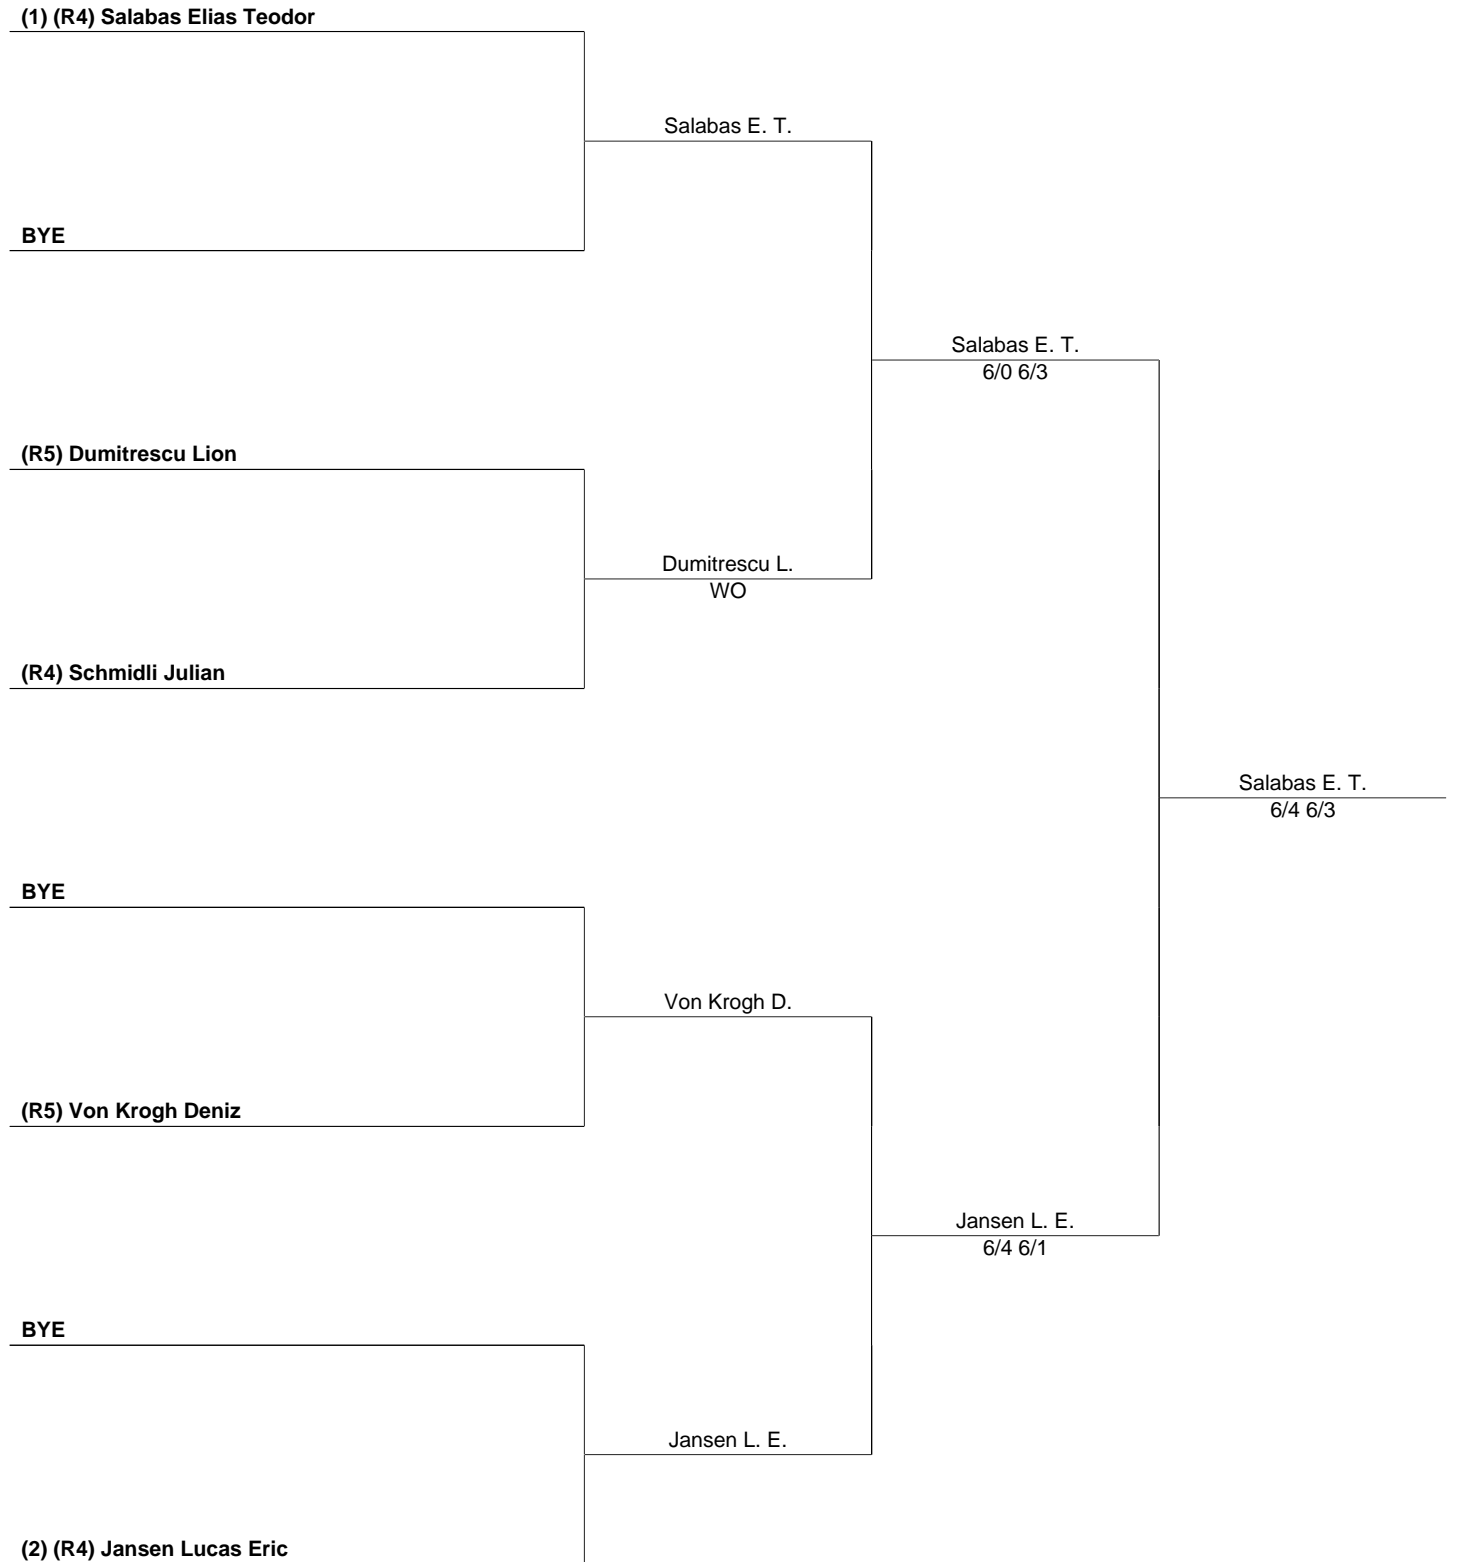 (1) (R4) Salabas Elias Teodor
Salabas E. T.
BYE
Salabas E. T.
6/0 6/3
(R5) Dumitrescu Lion
Dumitrescu L.
WO
(R4) Schmidli Julian
Salabas E. T.
6/4 6/3
BYE
Von Krogh D.
(R5) Von Krogh Deniz
Jansen L. E.
6/4 6/1
BYE
Jansen L. E.
(2) (R4) Jansen Lucas Eric